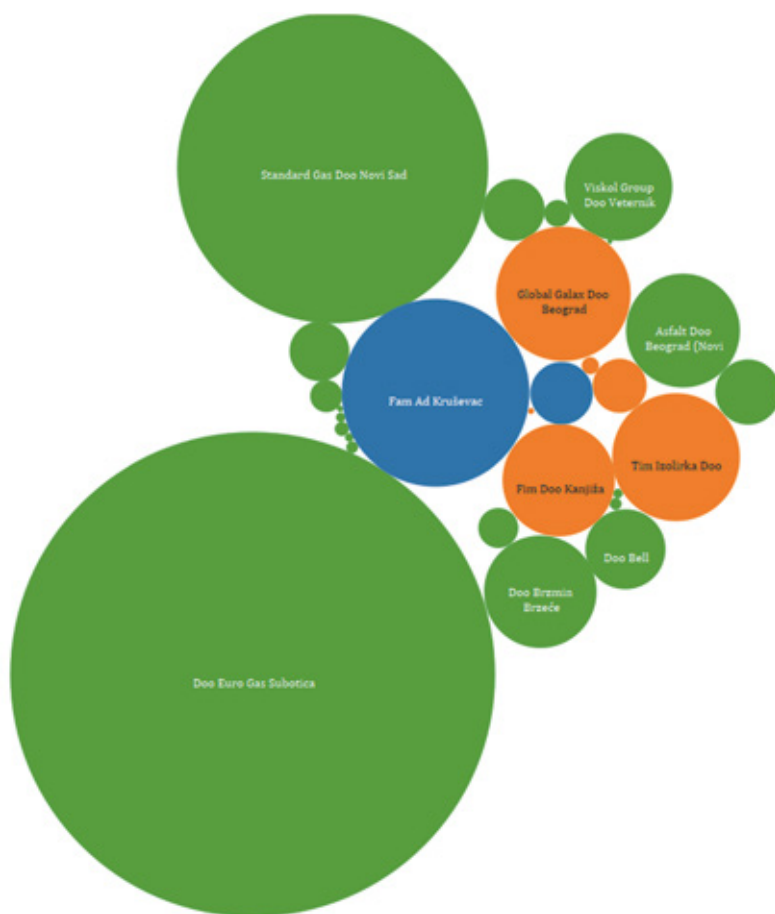 Standard Gas Doo Novi Sad
Viskol Group
Doo Veternik
Global Galax Doo
Beograd
Asfalt Doo
Beograd (Novi
Fam Ad Kruševac
Tim Izolirka Doo
Fim Doo Kanjiža
Doo Bell
Doo Brzmin
Brzeće
Doo Euro Gas Subotica